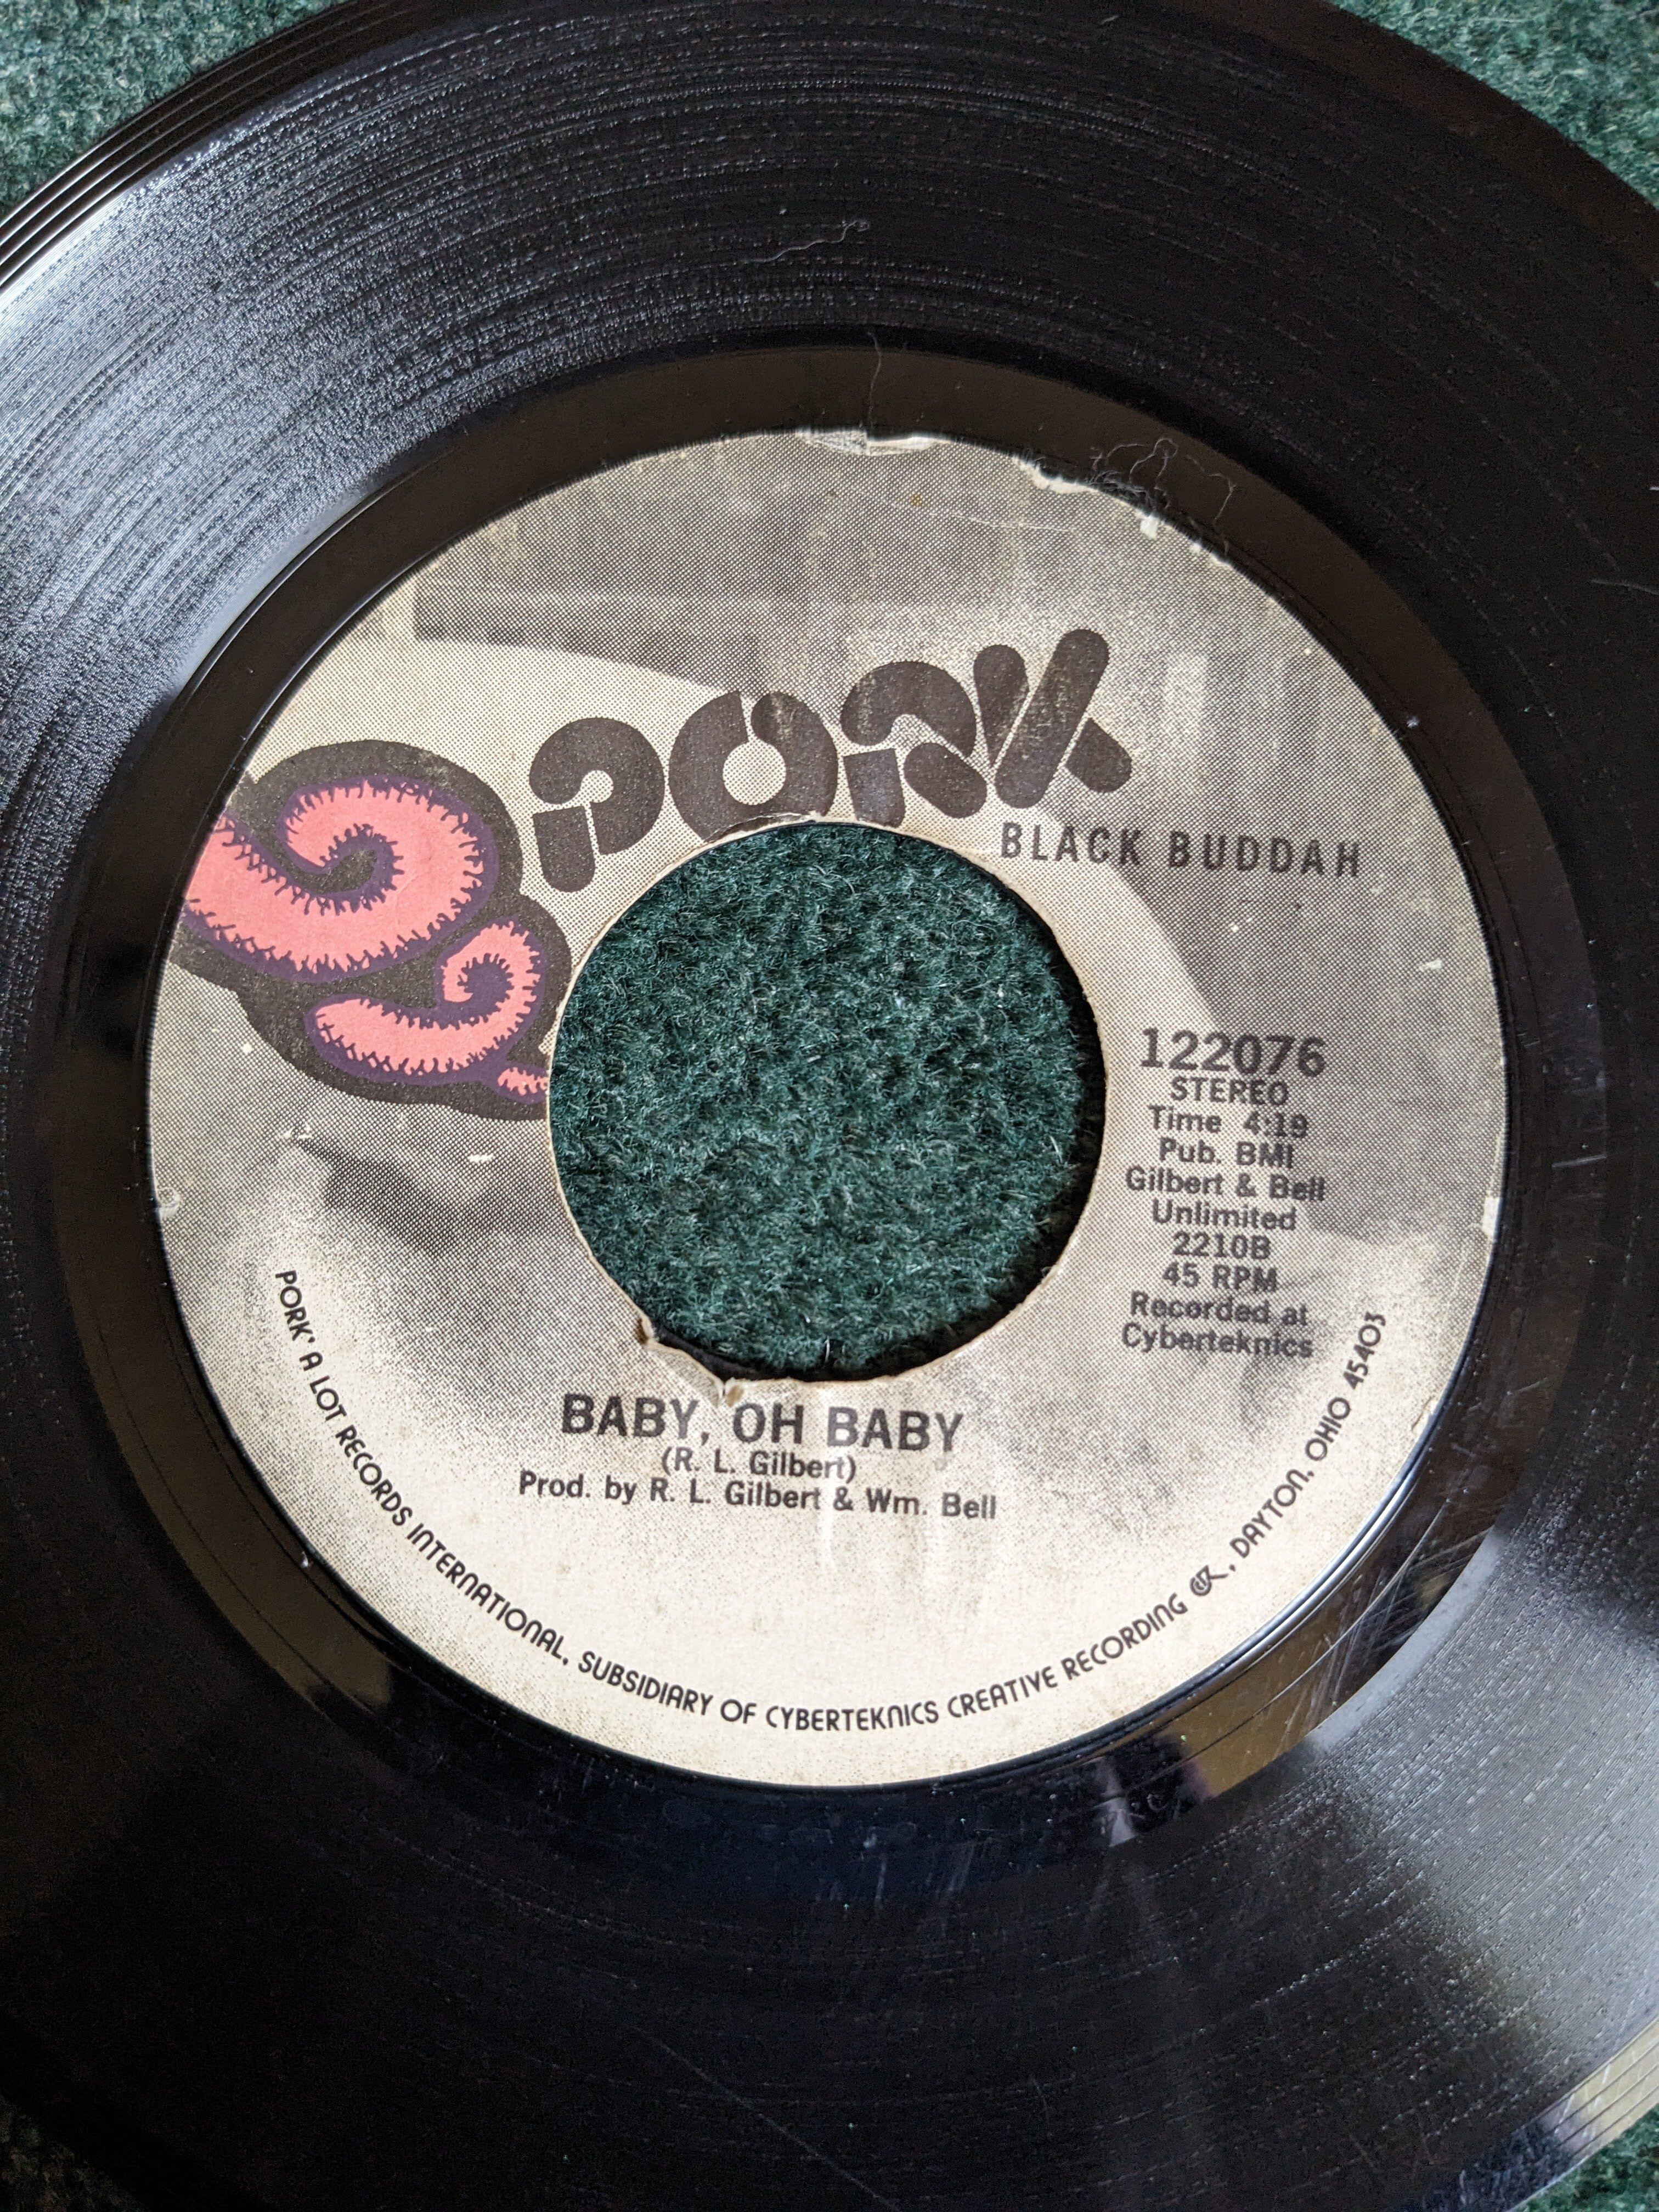 PORK
BLACK BUDDAH
122076
STEREO
Time 4:19
Pub. BMI
Gilbert & Bell
Unlimited
2210B
45 RPM
Recorded at
Cyberteknics
BABY, OH BABY
(R. L. Gilbert)
Prod. by R. L. Gilbert & Wm. Bell
PORK' A LOT RECORDS INTERNATIONAL, SUBSIDIARY OF CYBERTEKNICS CREATIVE RECORDING , DAYTON, OHIO 45403